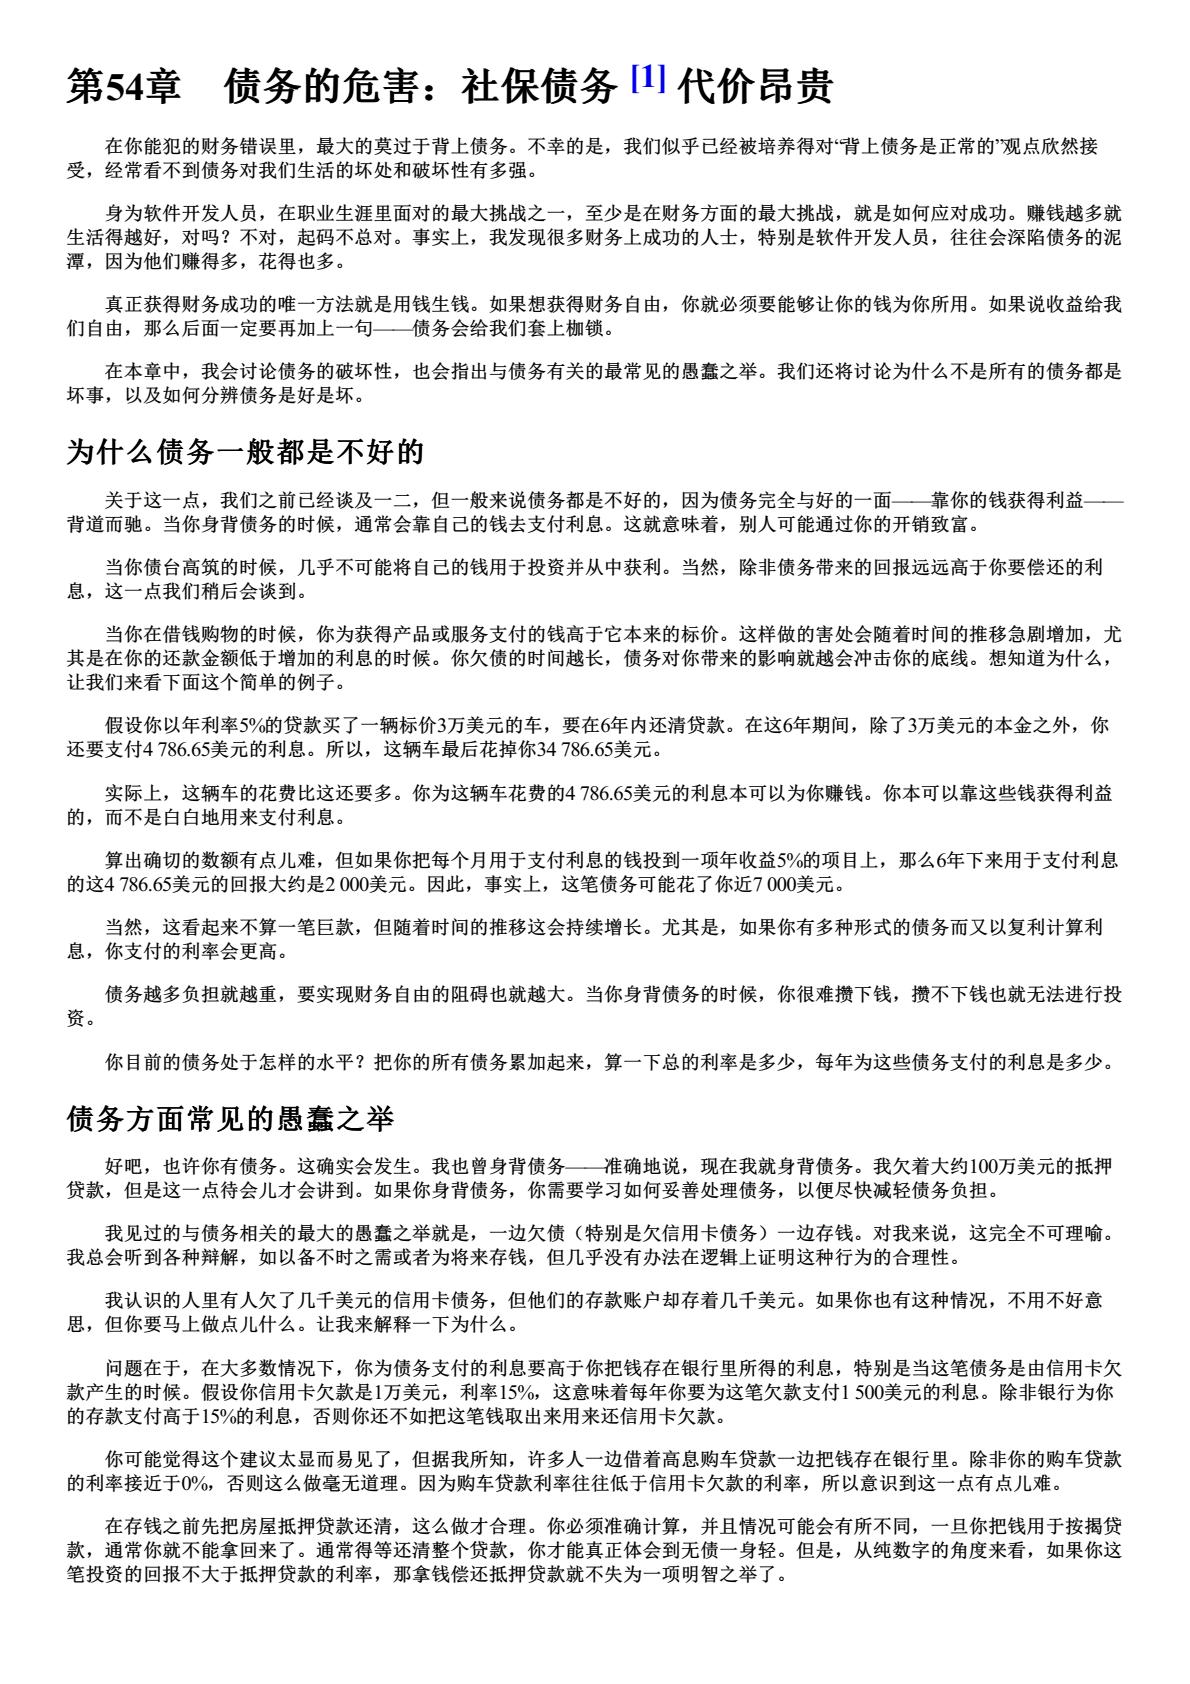 第54章　债务的危害：社保债务 [1] 代价昂贵
在你能犯的财务错误里，最大的莫过于背上债务。不幸的是，我们似乎已经被培养得对“背上债务是正常的”观点欣然接
受，经常看不到债务对我们生活的坏处和破坏性有多强。
身为软件开发人员，在职业生涯里面对的最大挑战之一，至少是在财务方面的最大挑战，就是如何应对成功。赚钱越多就
生活得越好，对吗？不对，起码不总对。事实上，我发现很多财务上成功的人士，特别是软件开发人员，往往会深陷债务的泥
潭，因为他们赚得多，花得也多。
真正获得财务成功的唯一方法就是用钱生钱。如果想获得财务自由，你就必须要能够让你的钱为你所用。如果说收益给我
们自由，那么后面一定要再加上一句——债务会给我们套上枷锁。
在本章中，我会讨论债务的破坏性，也会指出与债务有关的最常见的愚蠢之举。我们还将讨论为什么不是所有的债务都是
坏事，以及如何分辨债务是好是坏。
为什么债务一般都是不好的
关于这一点，我们之前已经谈及一二，但一般来说债务都是不好的，因为债务完全与好的一面——靠你的钱获得利益——
背道而驰。当你身背债务的时候，通常会靠自己的钱去支付利息。这就意味着，别人可能通过你的开销致富。
当你债台高筑的时候，几乎不可能将自己的钱用于投资并从中获利。当然，除非债务带来的回报远远高于你要偿还的利
息，这一点我们稍后会谈到。
当你在借钱购物的时候，你为获得产品或服务支付的钱高于它本来的标价。这样做的害处会随着时间的推移急剧增加，尤
其是在你的还款金额低于增加的利息的时候。你欠债的时间越长，债务对你带来的影响就越会冲击你的底线。想知道为什么，
让我们来看下面这个简单的例子。
假设你以年利率5%的贷款买了一辆标价3万美元的车，要在6年内还清贷款。在这6年期间，除了3万美元的本金之外，你
还要支付4 786.65美元的利息。所以，这辆车最后花掉你34 786.65美元。
实际上，这辆车的花费比这还要多。你为这辆车花费的4 786.65美元的利息本可以为你赚钱。你本可以靠这些钱获得利益
的，而不是白白地用来支付利息。
算出确切的数额有点儿难，但如果你把每个月用于支付利息的钱投到一项年收益5%的项目上，那么6年下来用于支付利息
的这4 786.65美元的回报大约是2 000美元。因此，事实上，这笔债务可能花了你近7 000美元。
当然，这看起来不算一笔巨款，但随着时间的推移这会持续增长。尤其是，如果你有多种形式的债务而又以复利计算利
息，你支付的利率会更高。
债务越多负担就越重，要实现财务自由的阻碍也就越大。当你身背债务的时候，你很难攒下钱，攒不下钱也就无法进行投
资。
你目前的债务处于怎样的水平？把你的所有债务累加起来，算一下总的利率是多少，每年为这些债务支付的利息是多少。
债务方面常见的愚蠢之举
好吧，也许你有债务。这确实会发生。我也曾身背债务——准确地说，现在我就身背债务。我欠着大约100万美元的抵押
贷款，但是这一点待会儿才会讲到。如果你身背债务，你需要学习如何妥善处理债务，以便尽快减轻债务负担。
我见过的与债务相关的最大的愚蠢之举就是，一边欠债（特别是欠信用卡债务）一边存钱。对我来说，这完全不可理喻。
我总会听到各种辩解，如以备不时之需或者为将来存钱，但几乎没有办法在逻辑上证明这种行为的合理性。
我认识的人里有人欠了几千美元的信用卡债务，但他们的存款账户却存着几千美元。如果你也有这种情况，不用不好意
思，但你要马上做点儿什么。让我来解释一下为什么。
问题在于，在大多数情况下，你为债务支付的利息要高于你把钱存在银行里所得的利息，特别是当这笔债务是由信用卡欠
款产生的时候。假设你信用卡欠款是1万美元，利率15%，这意味着每年你要为这笔欠款支付1 500美元的利息。除非银行为你
的存款支付高于15%的利息，否则你还不如把这笔钱取出来用来还信用卡欠款。
你可能觉得这个建议太显而易见了，但据我所知，许多人一边借着高息购车贷款一边把钱存在银行里。除非你的购车贷款
的利率接近于0%，否则这么做毫无道理。因为购车贷款利率往往低于信用卡欠款的利率，所以意识到这一点有点儿难。
在存钱之前先把房屋抵押贷款还清，这么做才合理。你必须准确计算，并且情况可能会有所不同，一旦你把钱用于按揭贷
款，通常你就不能拿回来了。通常得等还清整个贷款，你才能真正体会到无债一身轻。但是，从纯数字的角度来看，如果你这
笔投资的回报不大于抵押贷款的利率，那拿钱偿还抵押贷款就不失为一项明智之举了。